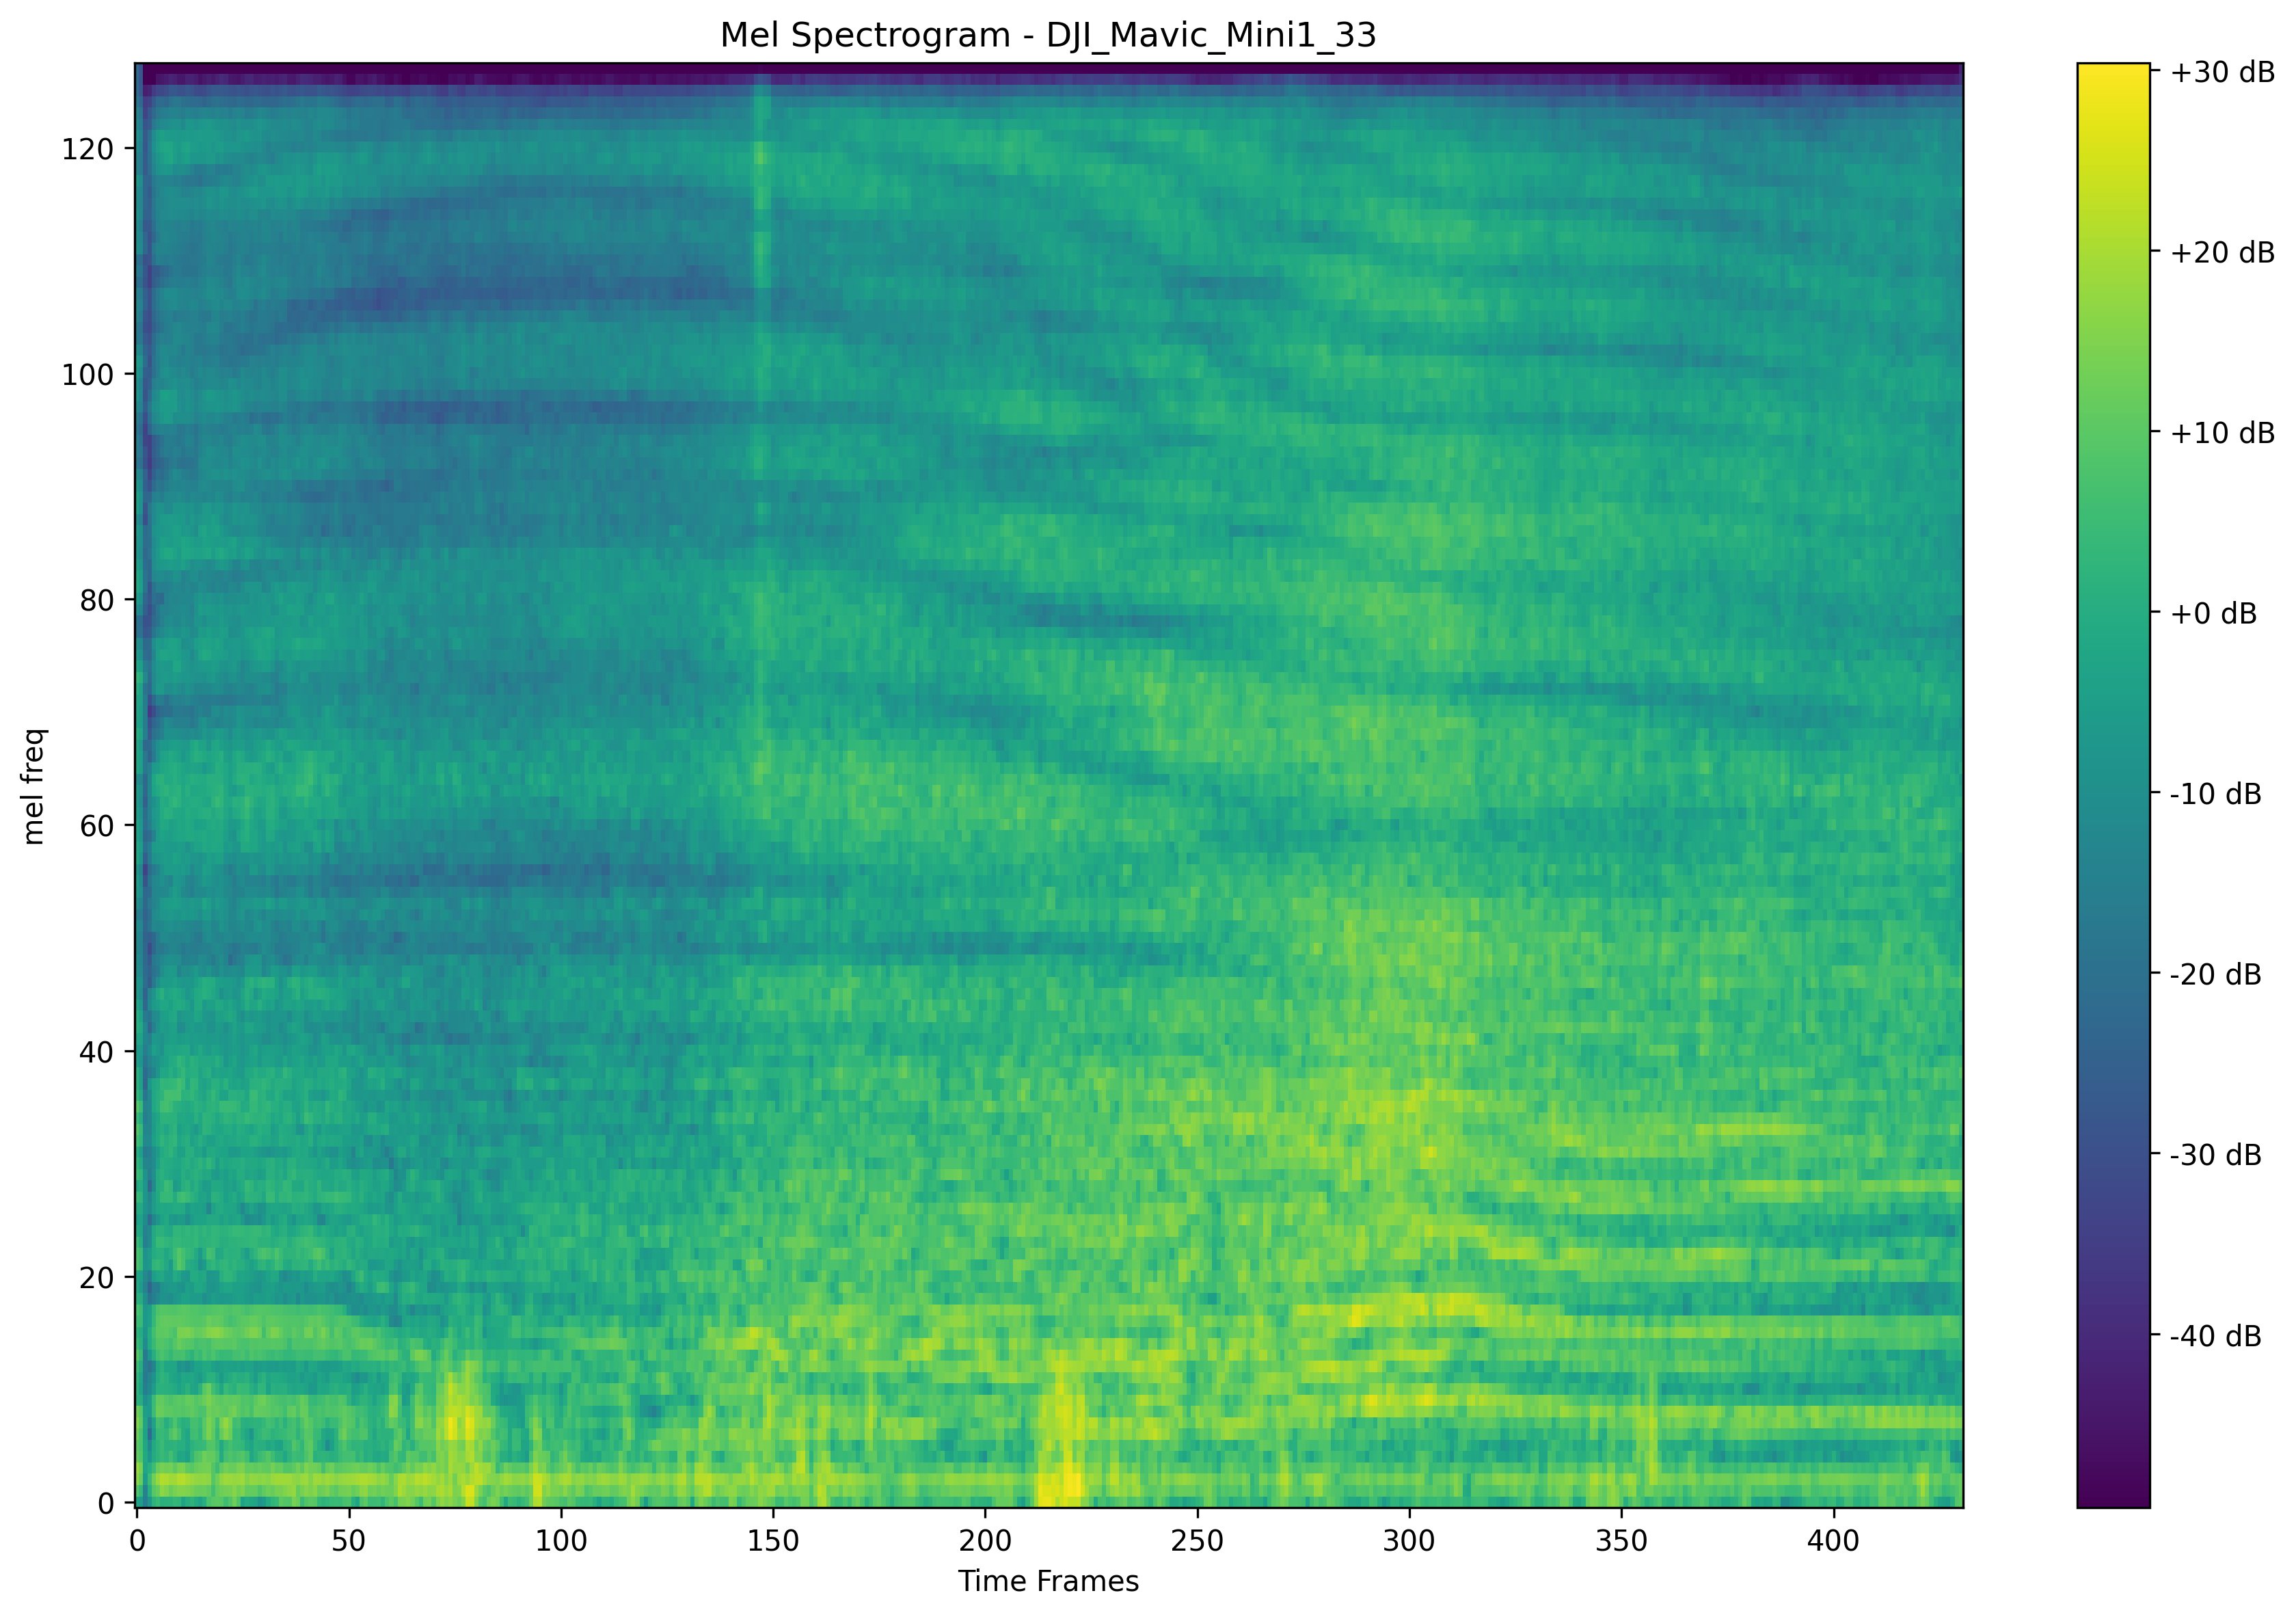 Mel Spectrogram - DJI_Mavic_Mini1_33
mel freq
120
100
80
60
40
20
0
0 50 100 150 200 250 300 350 400
Time Frames
+30 dB
+20 dB
+10 dB
+0 dB
-10 dB
-20 dB
-30 dB
-40 dB